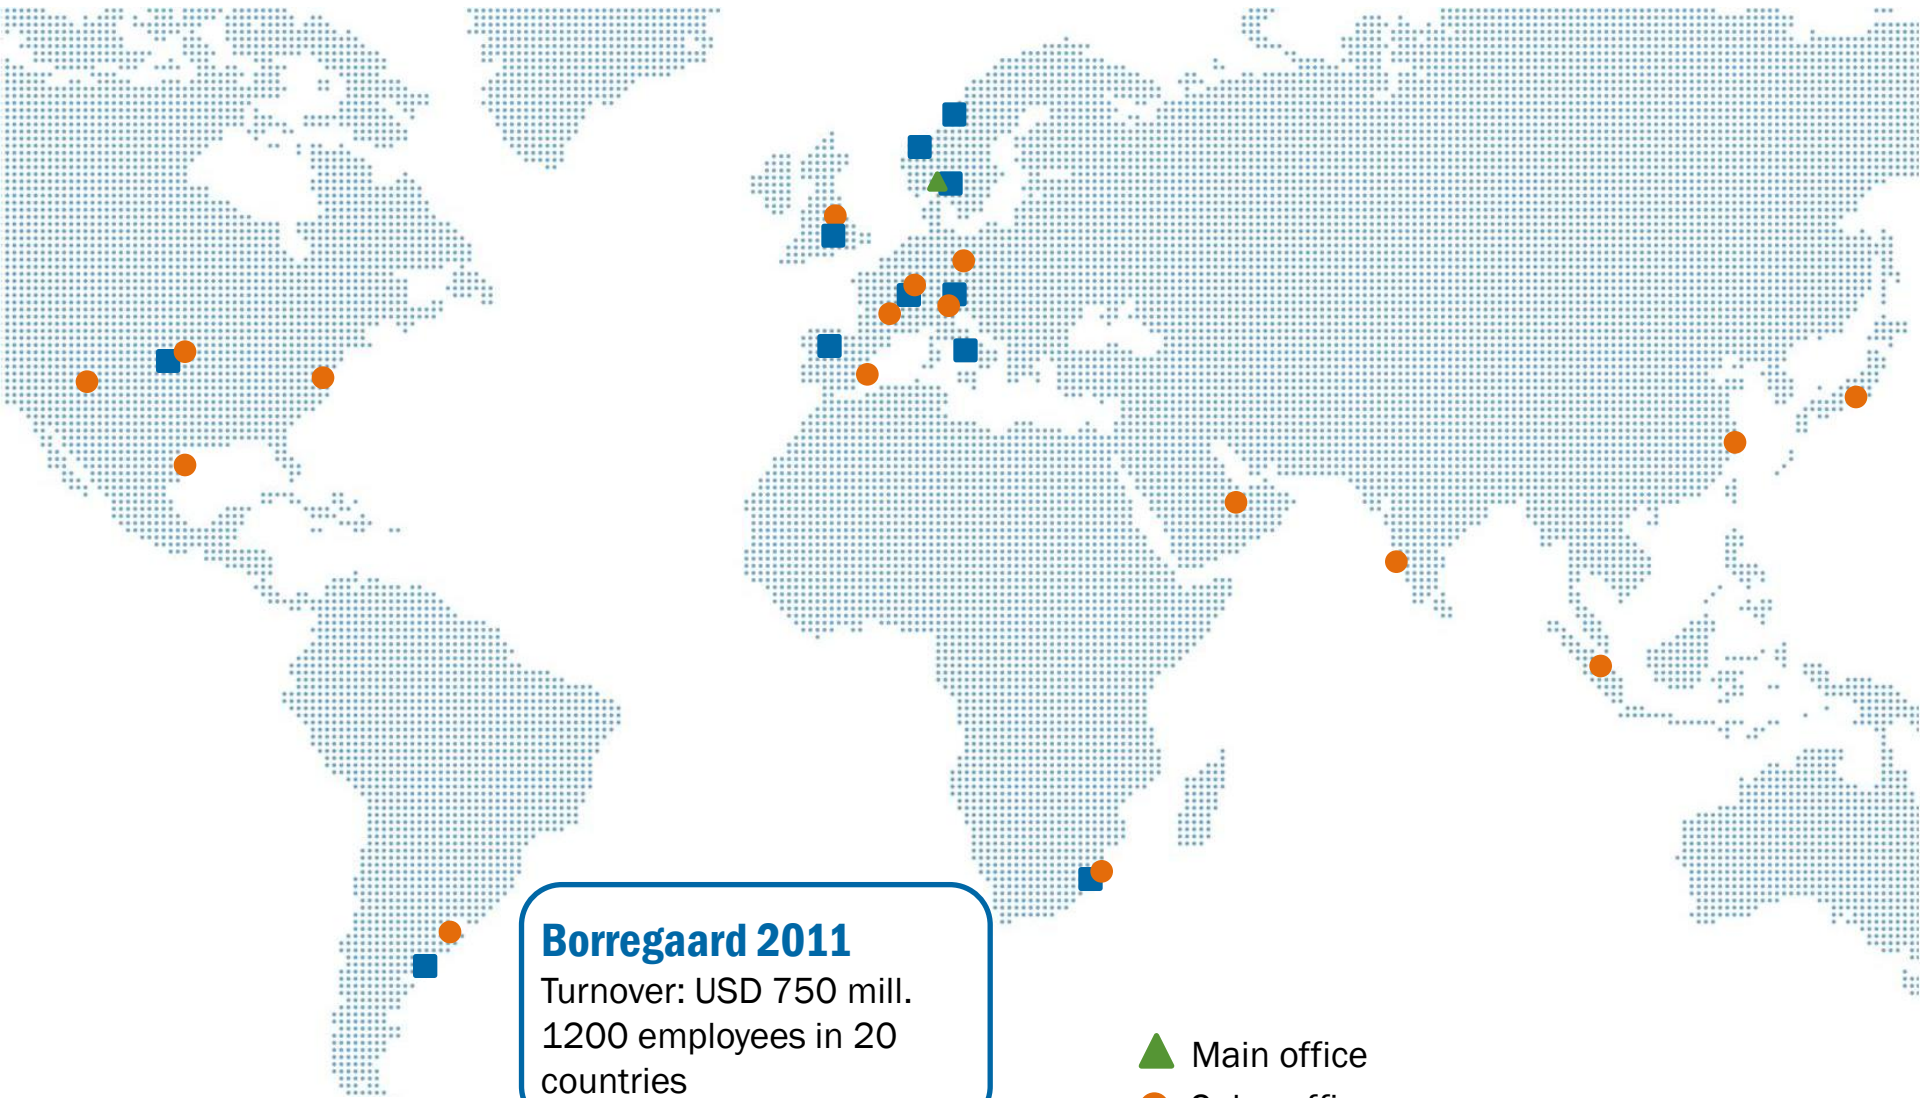 Borregaard 2011
Turnover: USD 750 mill.
1200 employees in 20
countries
Main office